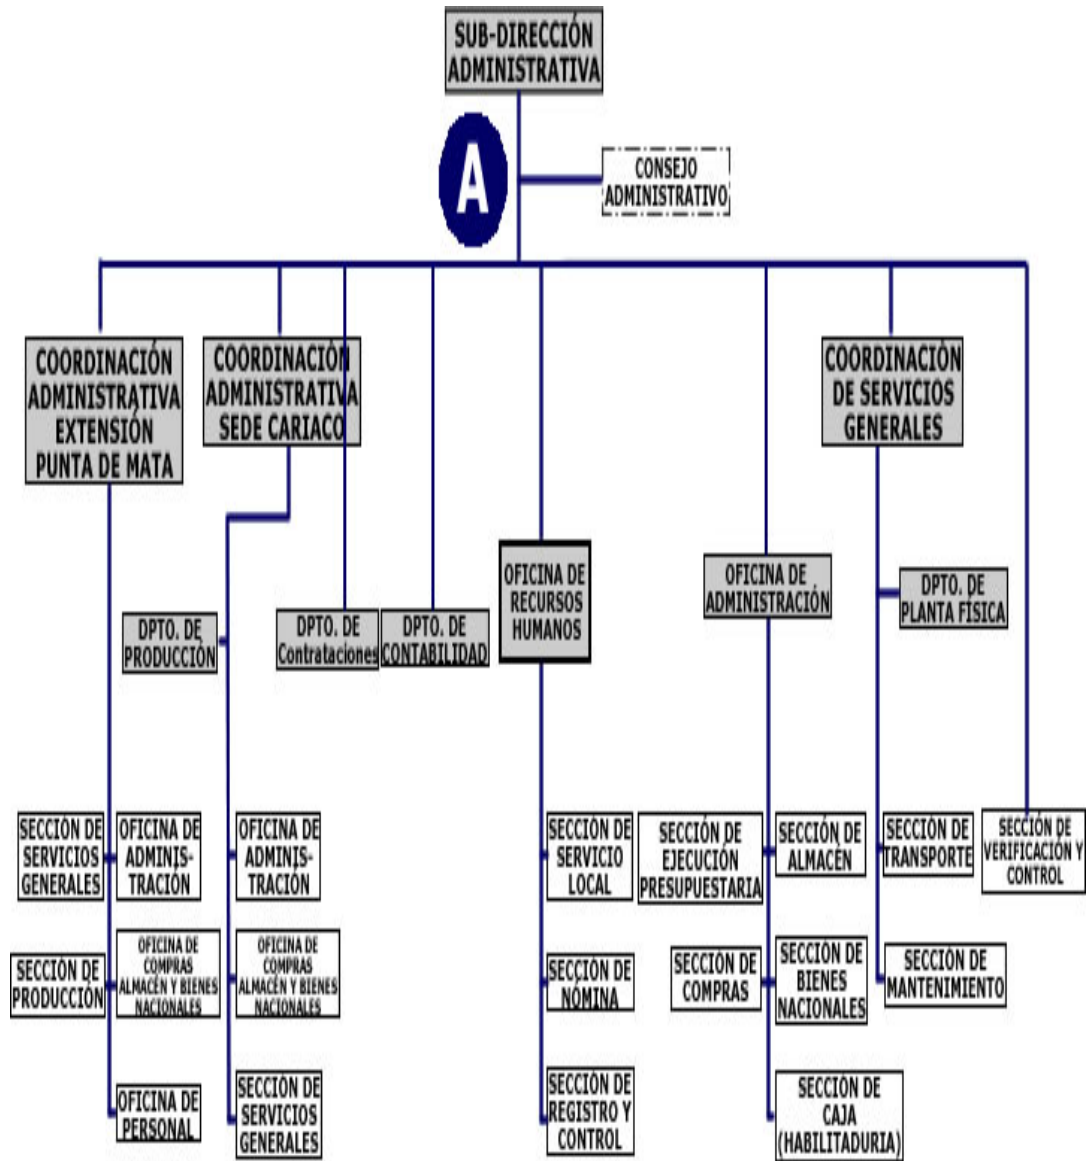 SUB-DIRECCIÓN
ADMINISTRATIVA
A
CONSEJO
ADMINISTRATIVO
COORDINACIÓN
ADMINISTRATIVA
EXTENSIÓN
PUNTA DE MATA
COORDINACIÓN
ADMINISTRATIVA
SEDE CARIACO
COORDINACIÓN
DE SERVICIOS
GENERALES
DPTO. DE
PRODUCCIÓN
DPTO. DE
Contrataciones
DPTO. DE
CONTABILIDAD
OFICINA DE
RECURSOS
HUMANOS
OFICINA DE
ADMINISTRACIÓN
DPTO. DE
PLANTA FÍSICA
SECCIÓN DE
SERVICIOS
GENERALES
OFICINA DE
ADMINIS-
TRACIÓN
OFICINA DE
ADMINIS-
TRACIÓN
SECCIÓN DE
SERVICIO
LOCAL
SECCIÓN DE
EJECUCIÓN
PRESUPUESTARIA
SECCIÓN DE
ALMACÉN
SECCIÓN DE
TRANSPORTE
SECCIÓN DE
VERIFICACIÓN Y
CONTROL
SECCIÓN DE
PRODUCCIÓN
OFICINA DE
COMPRAS
ALMACÉN Y BIENES
NACIONALES
OFICINA DE
COMPRAS
ALMACÉN Y BIENES
NACIONALES
SECCIÓN DE
NÓMINA
SECCIÓN DE
COMPRAS
SECCIÓN DE
BIENES
NACIONALES
SECCIÓN DE
MANTENIMIENTO
OFICINA DE
PERSONAL
SECCIÓN DE
SERVICIOS
GENERALES
SECCIÓN DE
REGISTRO Y
CONTROL
SECCIÓN DE
CAJA
(HABILITADURIA)